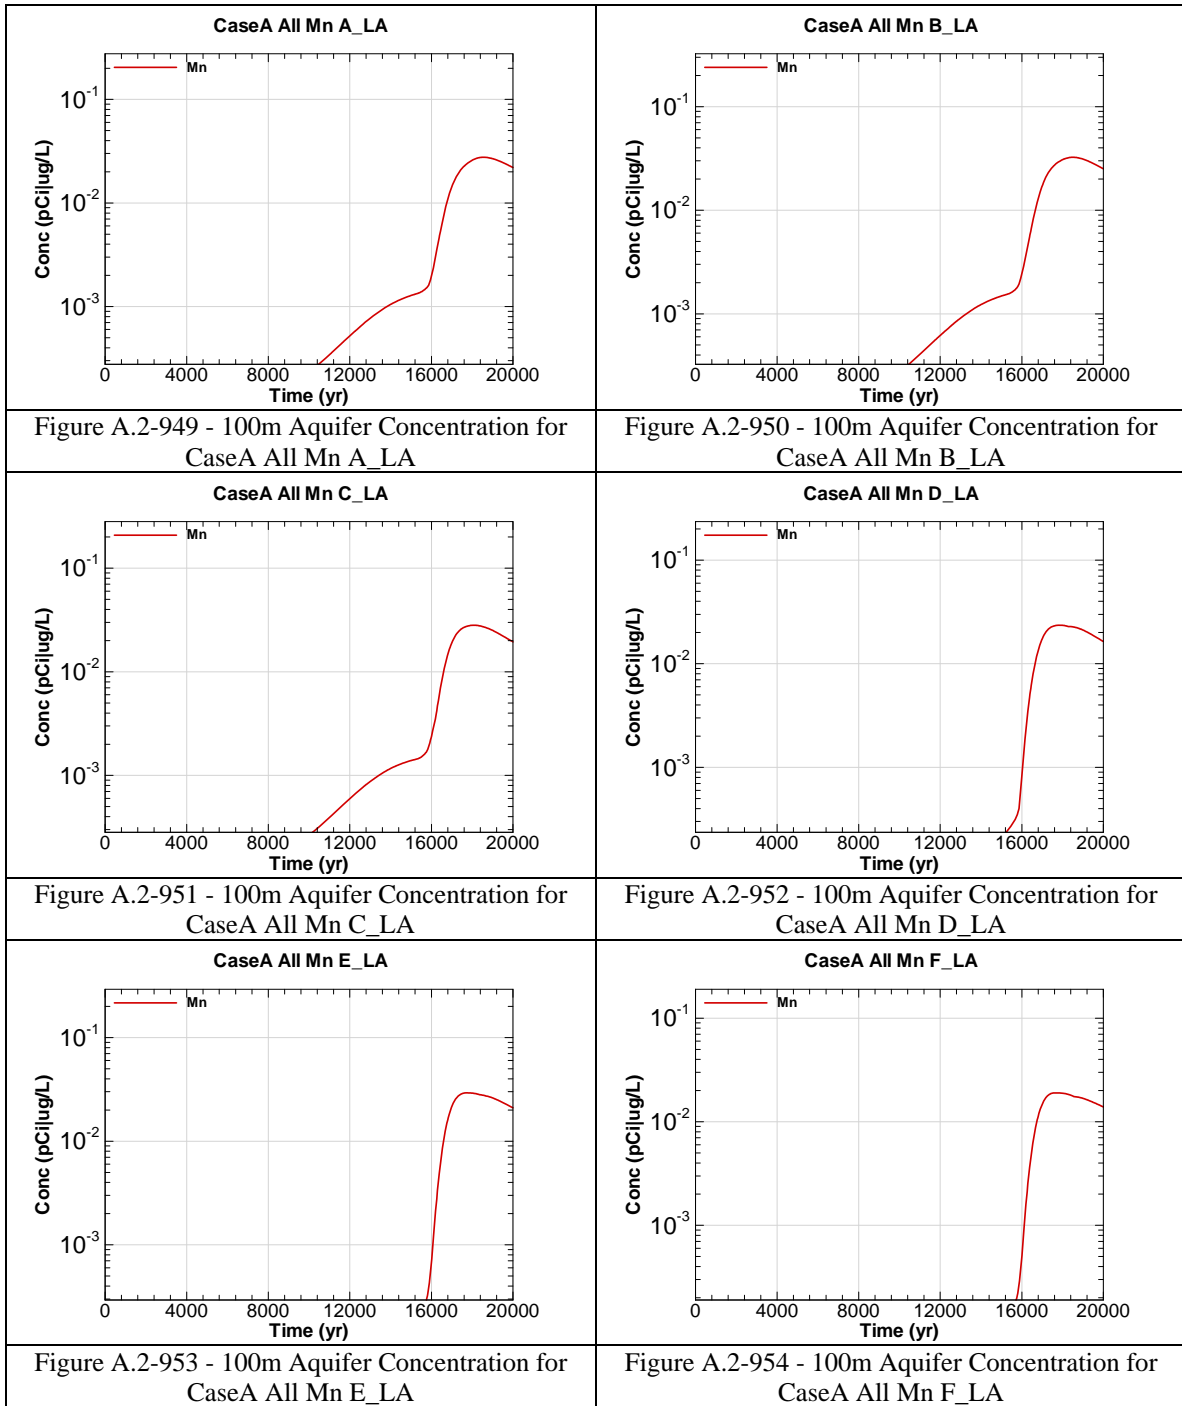 CaseA All Mn A_LA
Mn
10-1
10-2
10-3
Conc (pCi|ug/L)
0 4000 8000 12000 16000 20000
Time (yr)
Figure A.2-949 - 100m Aquifer Concentration for
CaseA All Mn A_LA
CaseA All Mn B_LA
Mn
10-1
10-2
10-3
Conc (pCi|ug/L)
0 4000 8000 12000 16000 20000
Time (yr)
Figure A.2-950 - 100m Aquifer Concentration for
CaseA All Mn B_LA
CaseA All Mn C_LA
Mn
10-1
10-2
10-3
Conc (pCi|ug/L)
0 4000 8000 12000 16000 20000
Time (yr)
Figure A.2-951 - 100m Aquifer Concentration for
CaseA All Mn C_LA
CaseA All Mn D_LA
Mn
10-1
10-2
10-3
Conc (pCi|ug/L)
0 4000 8000 12000 16000 20000
Time (yr)
Figure A.2-952 - 100m Aquifer Concentration for
CaseA All Mn D_LA
CaseA All Mn E_LA
Mn
10-1
10-2
10-3
Conc (pCi|ug/L)
0 4000 8000 12000 16000 20000
Time (yr)
Figure A.2-953 - 100m Aquifer Concentration for
CaseA All Mn E_LA
CaseA All Mn F_LA
Mn
10-1
10-2
10-3
Conc (pCi|ug/L)
0 4000 8000 12000 16000 20000
Time (yr)
Figure A.2-954 - 100m Aquifer Concentration for
CaseA All Mn F_LA